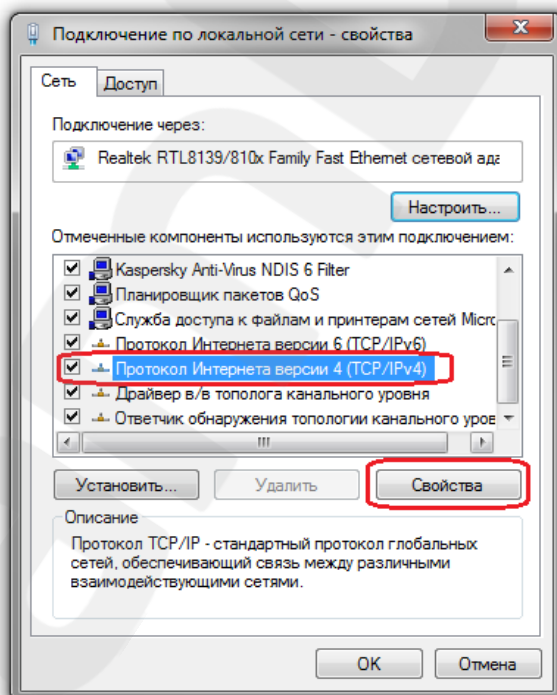 Подключение по локальной сети - свойства
Сеть
Доступ
Подключение через:
Realtek RTL8139/810x Family Fast Ethernet сетевой ада
Настроить...
Отмеченные компоненты используются этим подключением:
Kaspersky Anti-Virus NDIS 6 Filter
Планировщик пакетов QoS
Служба доступа к файлам и принтерам сетей Micro
Протокол Интернета версии 6 (TCP/IPv6)
Протокол Интернета версии 4 (TCP/IPv4)
Драйвер в/в тополога канального уровня
Ответчик обнаружения топологии канального уров
Установить...
Удалить
Свойства
Описание
Протокол TCP/IP - стандартный протокол глобальных
сетей, обеспечивающий связь между различными
взаимодействующими сетями.
OK
Отмена